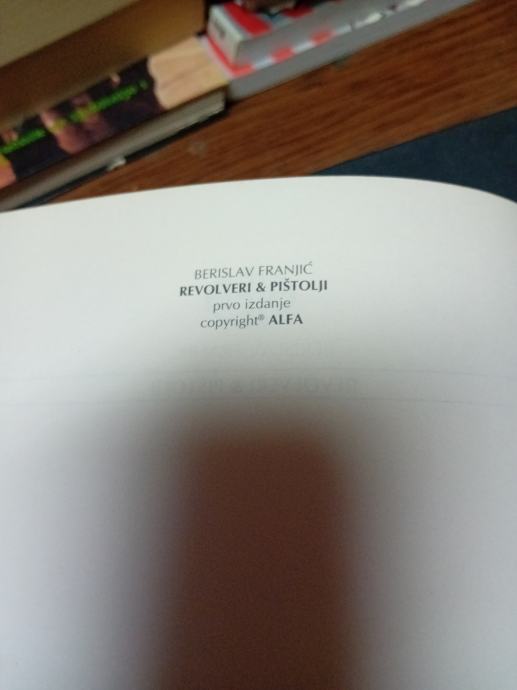 BERISLAV FRANJIĆ
REVOLVERI & PIŠTOLJI
prvo izdanje
copyright® ALFA